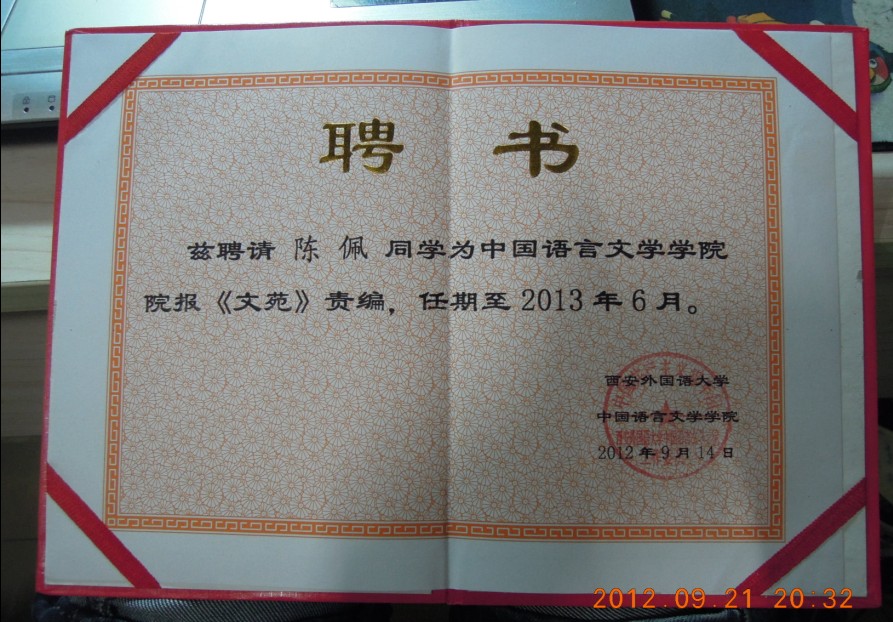 聘书
兹聘请 陈佩 同学为中国语言文学学院
院报《文苑》责编，任期至 2013 年 6 月。
西安外国语大学
中国语言文学学院
2012 年 9 月 14 日
2012.09.21 20:32